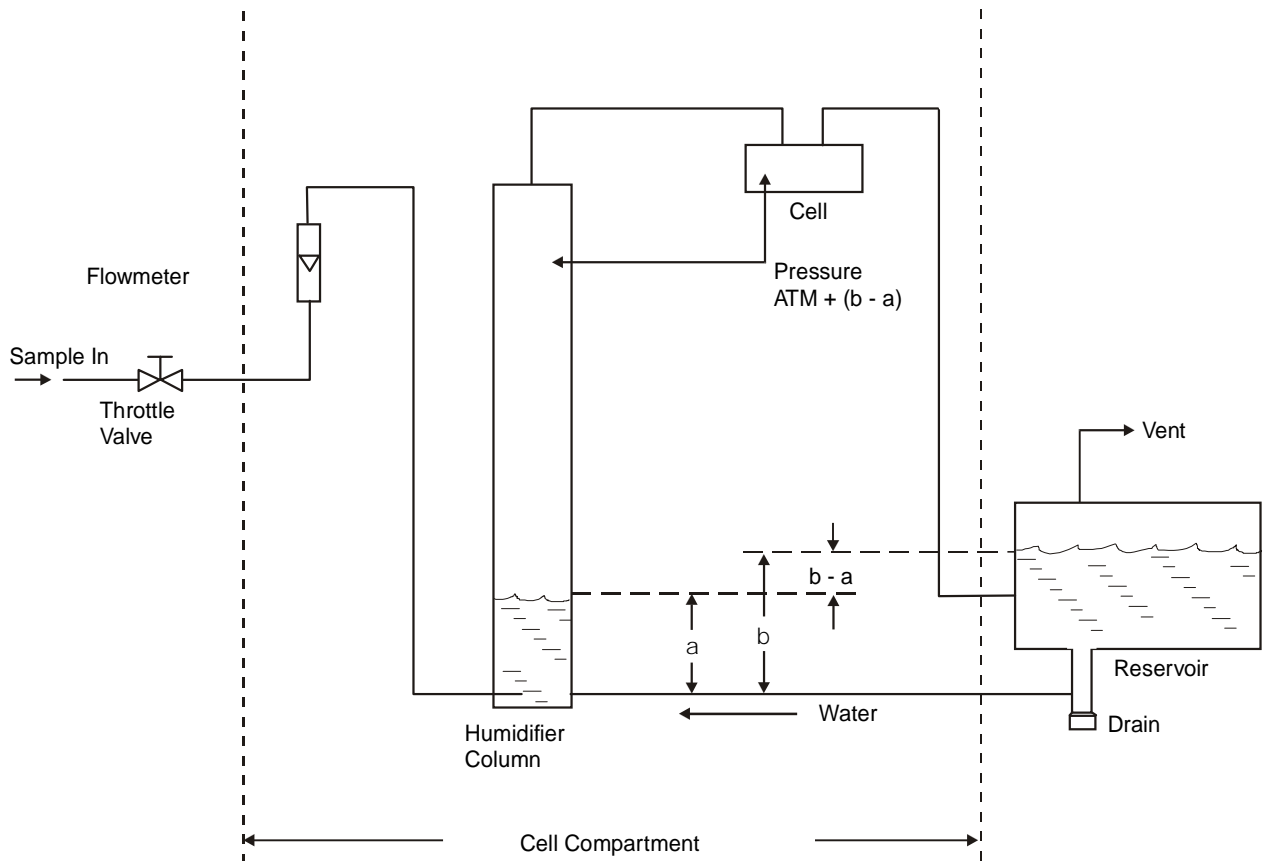 Flowmeter
Sample In
Throttle
Valve
Cell
Pressure
ATM + (b - a)
Vent
b - a
a
b
Reservoir
Water
Drain
Humidifier
Column
Cell Compartment